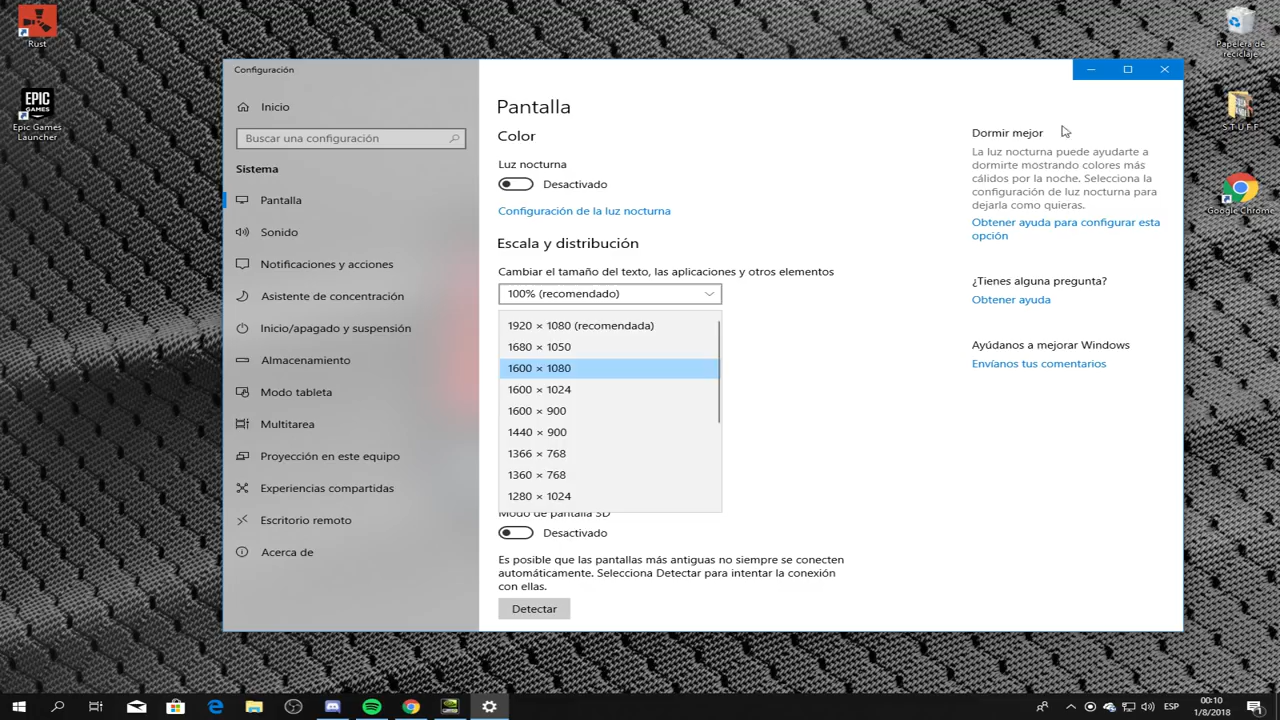 Rust
EPIC
GAMES
Epic Games
Launcher
Papelera de
reciclaje
STUFF
Google Chrome
Configuración
Inicio
Buscar una configuración
Sistema
Pantalla
Sonido
Notificaciones y acciones
Asistente de concentración
Inicio/apagado y suspensión
Almacenamiento
Modo tableta
Multitarea
Proyección en este equipo
Experiencias compartidas
Escritorio remoto
Acerca de
Pantalla
Color
Luz nocturna
Desactivado
Configuración de la luz nocturna
Escala y distribución
Cambiar el tamaño del texto, las aplicaciones y otros elementos
100% (recomendado)
1920 × 1080 (recomendada)
1680 × 1050
1600 × 1080
1600 × 1024
1600 × 900
1440 × 900
1366 × 768
1360 × 768
1280 × 1024
Modo de pantalla 3D
Desactivado
Es posible que las pantallas más antiguas no siempre se conecten
automáticamente. Selecciona Detectar para intentar la conexión
con ellas.
Detectar
Dormir mejor
La luz nocturna puede ayudarte a
dormirte mostrando colores más
cálidos por la noche. Selecciona la
configuración de luz nocturna para
dejarla como quieras.
Obtener ayuda para configurar esta
opción
¿Tienes alguna pregunta?
Obtener ayuda
Ayúdanos a mejorar Windows
Envíanos tus comentarios
ESP
00:10
1/8/2018
1